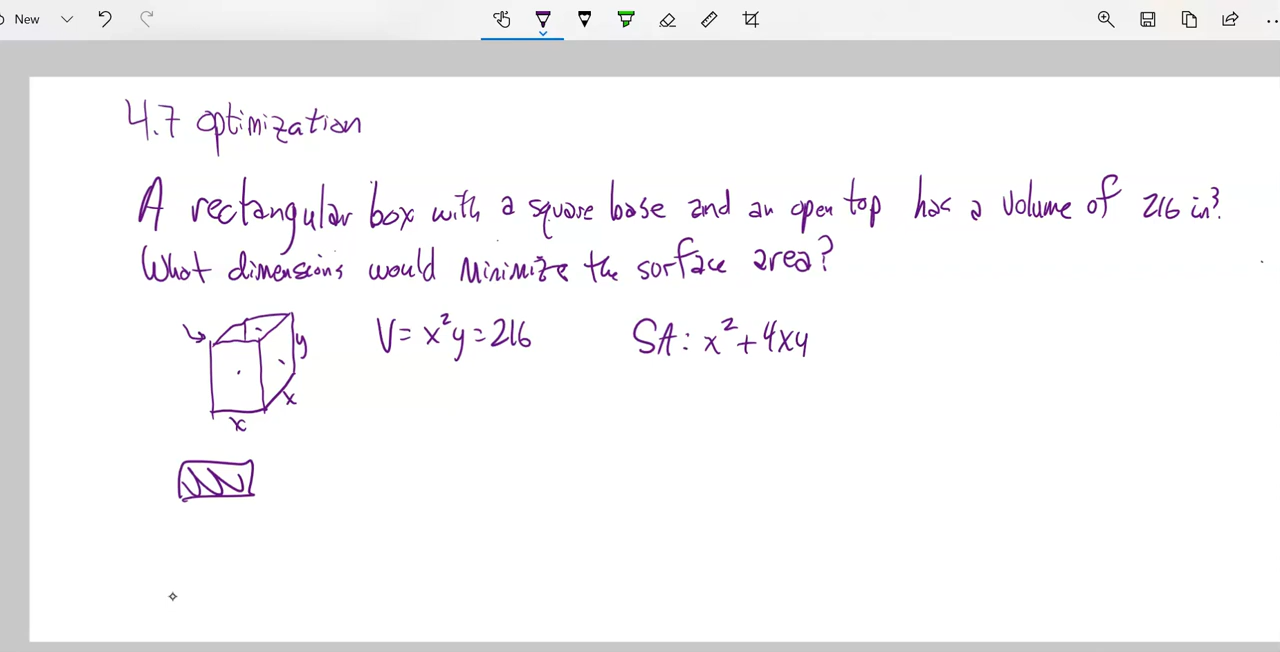 New
4.7 optimization
A rectangular box with a square base and an open top has a volume of 216 in³.
What dimensions would minimize the surface area?
V = x²y = 216 SA: x² + 4xy
y
x
x